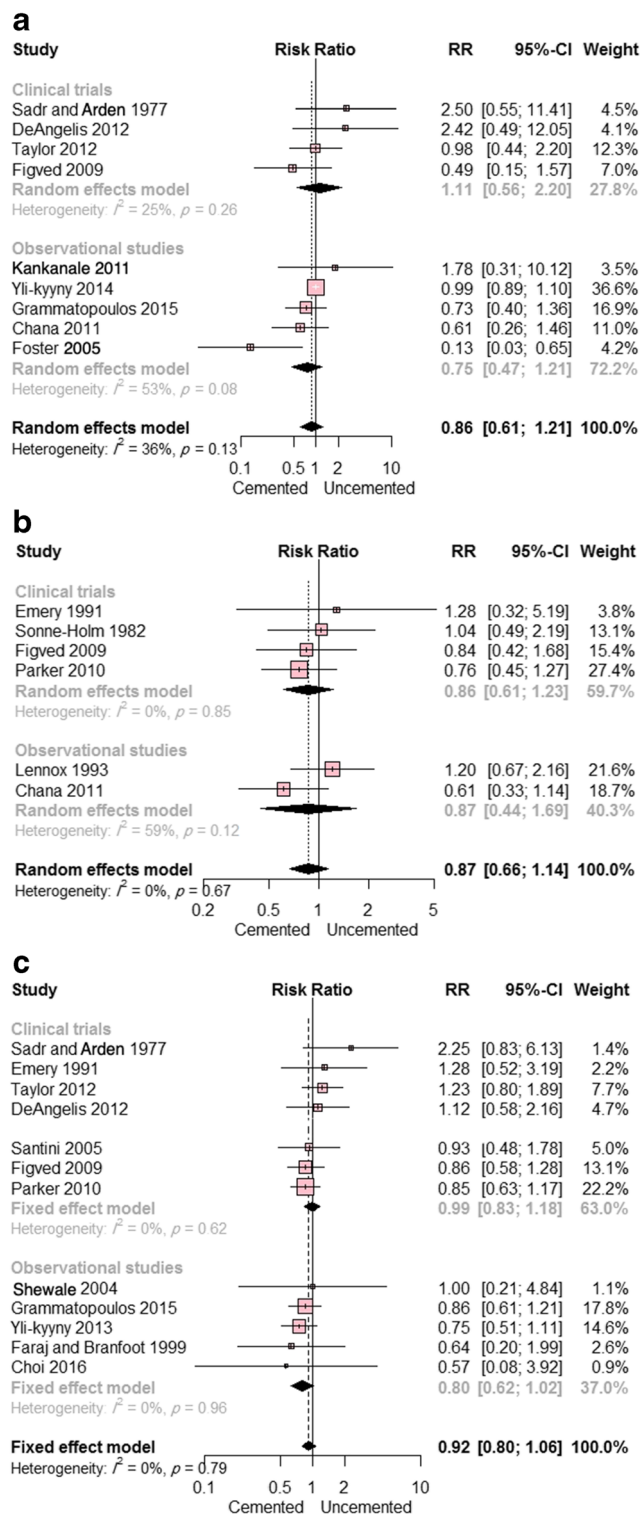 a
Study Risk Ratio RR 95%-CI Weight
Clinical trials
Sadr and Arden 1977 2.50 [0.55; 11.41] 4.5%
DeAngelis 2012 2.42 [0.49; 12.05] 4.1%
Taylor 2012 0.98 [0.44; 2.20] 12.3%
Figved 2009 0.49 [0.15; 1.57] 7.0%
Random effects model 1.11 [0.56; 2.20] 27.8%
Heterogeneity: I² = 25%, p = 0.26
Observational studies
Kankanale 2011 1.78 [0.31; 10.12] 3.5%
Yli-kyyny 2014 0.99 [0.89; 1.10] 36.6%
Grammatopoulos 2015 0.73 [0.40; 1.36] 16.9%
Chana 2011 0.61 [0.26; 1.46] 11.0%
Foster 2005 0.13 [0.03; 0.65] 4.2%
Random effects model 0.75 [0.47; 1.21] 72.2%
Heterogeneity: I² = 53%, p = 0.08
Random effects model 0.86 [0.61; 1.21] 100.0%
Heterogeneity: I² = 36%, p = 0.13
0.1 0.5 1 2 10
Cemented Uncemented
b
Study Risk Ratio RR 95%-CI Weight
Clinical trials
Emery 1991 1.28 [0.32; 5.19] 3.8%
Sonne-Holm 1982 1.04 [0.49; 2.19] 13.1%
Figved 2009 0.84 [0.42; 1.68] 15.4%
Parker 2010 0.76 [0.45; 1.27] 27.4%
Random effects model 0.86 [0.61; 1.23] 59.7%
Heterogeneity: I² = 0%, p = 0.85
Observational studies
Lennox 1993 1.20 [0.67; 2.16] 21.6%
Chana 2011 0.61 [0.33; 1.14] 18.7%
Random effects model 0.87 [0.44; 1.69] 40.3%
Heterogeneity: I² = 59%, p = 0.12
Random effects model 0.87 [0.66; 1.14] 100.0%
Heterogeneity: I² = 0%, p = 0.67
0.2 0.5 1 2 5
Cemented Uncemented
c
Study Risk Ratio RR 95%-CI Weight
Clinical trials
Sadr and Arden 1977 2.25 [0.83; 6.13] 1.4%
Emery 1991 1.28 [0.52; 3.19] 2.2%
Taylor 2012 1.23 [0.80; 1.89] 7.7%
DeAngelis 2012 1.12 [0.58; 2.16] 4.7%
Santini 2005 0.93 [0.48; 1.78] 5.0%
Figved 2009 0.86 [0.58; 1.28] 13.1%
Parker 2010 0.85 [0.63; 1.17] 22.2%
Fixed effect model 0.99 [0.83; 1.18] 63.0%
Heterogeneity: I² = 0%, p = 0.62
Observational studies
Shewale 2004 1.00 [0.21; 4.84] 1.1%
Grammatopoulos 2015 0.86 [0.61; 1.21] 17.8%
Yli-kyyny 2013 0.75 [0.51; 1.11] 14.6%
Faraj and Branfoot 1999 0.64 [0.20; 1.99] 2.6%
Choi 2016 0.57 [0.08; 3.92] 0.9%
Fixed effect model 0.80 [0.62; 1.02] 37.0%
Heterogeneity: I² = 0%, p = 0.96
Fixed effect model 0.92 [0.80; 1.06] 100.0%
Heterogeneity: I² = 0%, p = 0.79
0.1 0.5 1 2 10
Cemented Uncemented